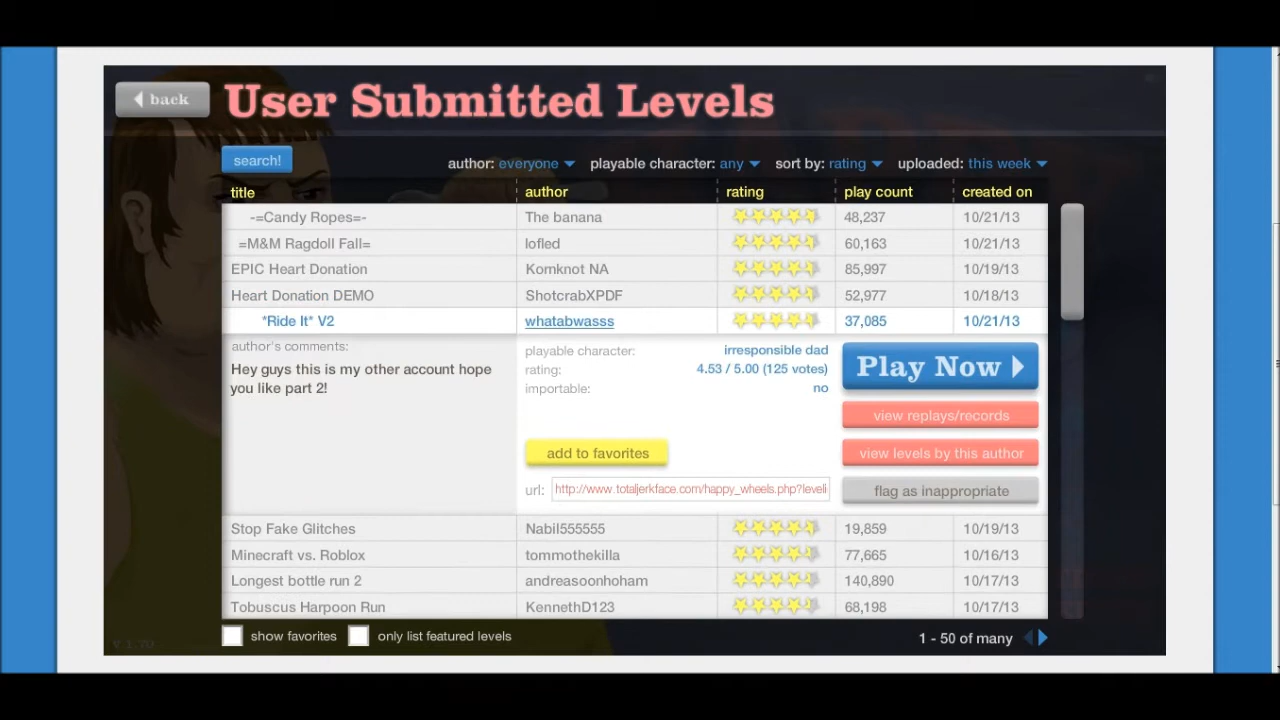 back
User Submitted Levels
search!
author: everyone playable character: any sort by: rating uploaded: this week
title author rating play count created on
-=Candy Ropes=- The banana 48,237 10/21/13
=M&M Ragdoll Fall= lofled 60,163 10/21/13
EPIC Heart Donation Komknot NA 85,997 10/19/13
Heart Donation DEMO ShotcrabXPDF 52,977 10/18/13
*Ride It* V2 whatabwasss 37,085 10/21/13
author's comments:
Hey guys this is my other account hope
you like part 2!
playable character: irresponsible dad
rating: 4.53 / 5.00 (125 votes)
importable: no
add to favorites
url: http://www.totaljerkface.com/happy_wheels.php?leveli
Play Now
view replays/records
view levels by this author
flag as inappropriate
Stop Fake Glitches Nabil555555 19,859 10/19/13
Minecraft vs. Roblox tommothekilla 77,665 10/16/13
Longest bottle run 2 andreasoonhoham 140,890 10/17/13
Tobuscus Harpoon Run KennethD123 68,198 10/17/13
show favorites only list featured levels 1 - 50 of many
v 1.70